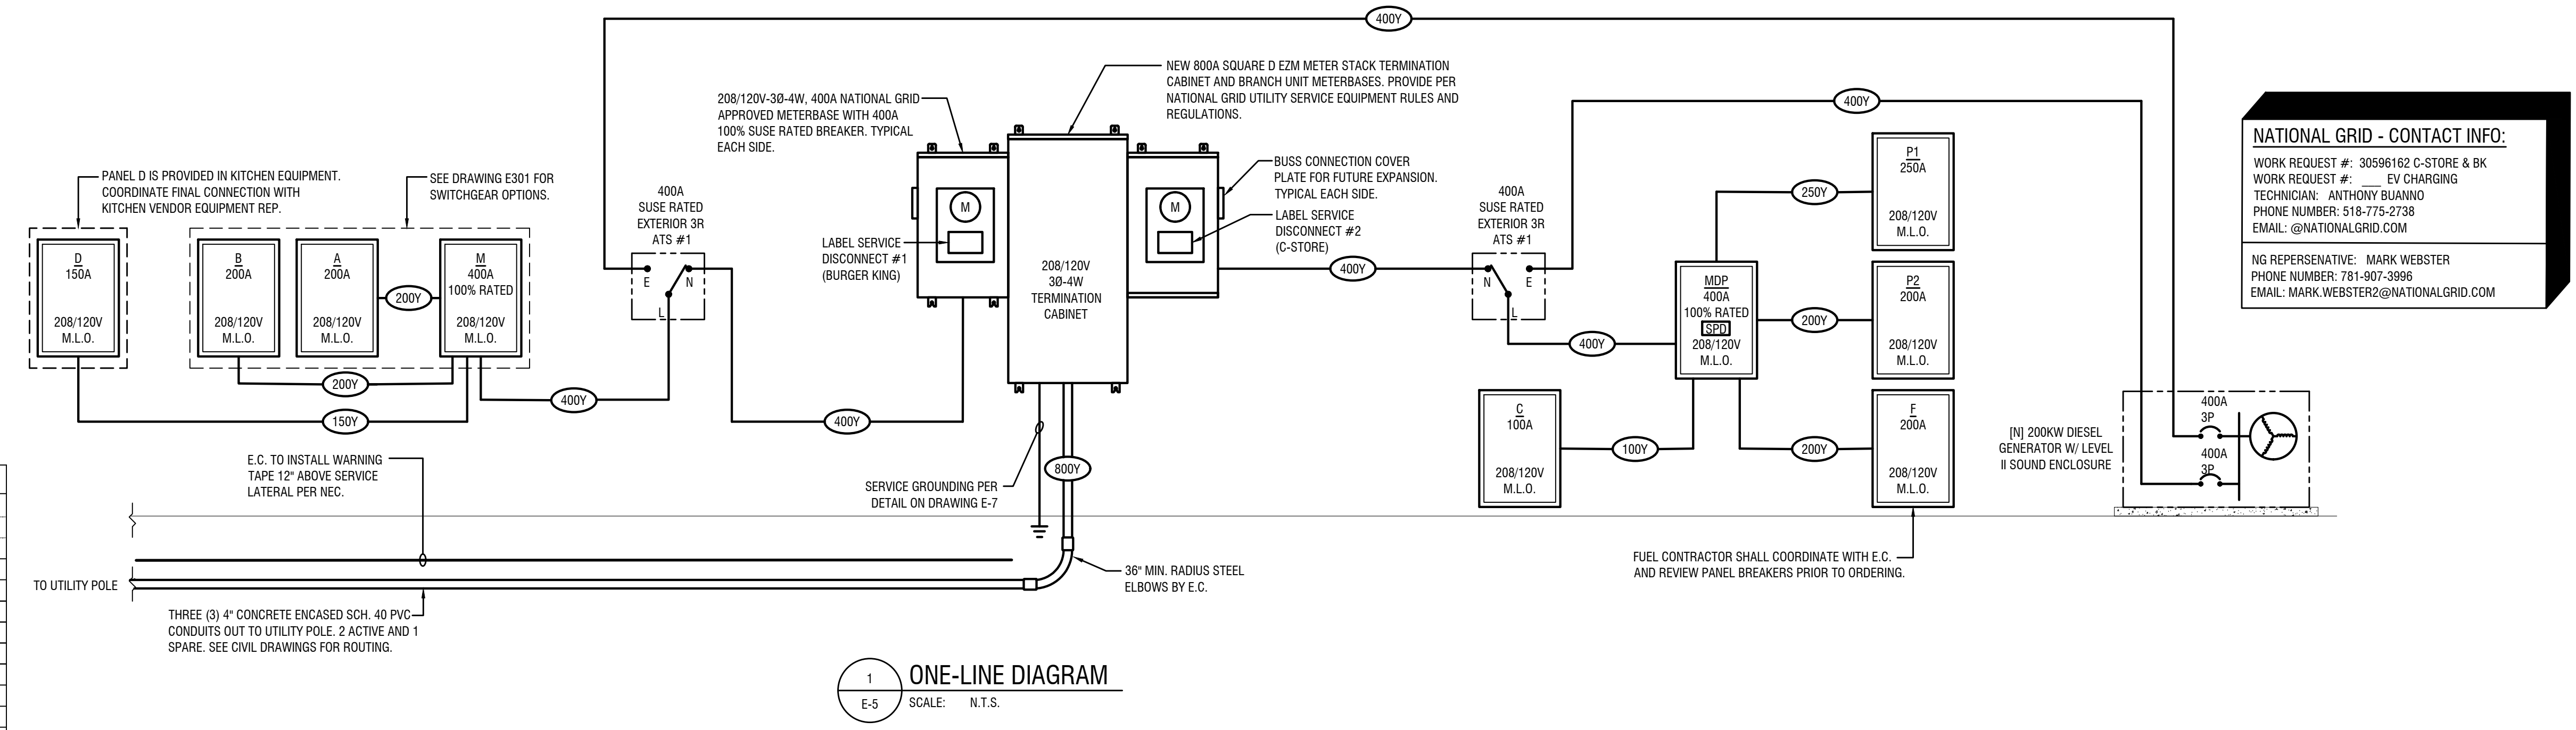 400Y
NEW 800A SQUARE D EZM METER STACK TERMINATION
CABINET AND BRANCH UNIT METERBASES. PROVIDE PER
NATIONAL GRID UTILITY SERVICE EQUIPMENT RULES AND
REGULATIONS.
208/120V-3Ø-4W, 400A NATIONAL GRID
APPROVED METERBASE WITH 400A
100% SUSE RATED BREAKER. TYPICAL
EACH SIDE.
400Y
NATIONAL GRID - CONTACT INFO:
WORK REQUEST #: 30596162 C-STORE & BK
WORK REQUEST #: ___ EV CHARGING
TECHNICIAN: ANTHONY BUANNO
PHONE NUMBER: 518-775-2738
EMAIL: @NATIONALGRID.COM
NG REPERSENATIVE: MARK WEBSTER
PHONE NUMBER: 781-907-3996
EMAIL: MARK.WEBSTER2@NATIONALGRID.COM
PANEL D IS PROVIDED IN KITCHEN EQUIPMENT.
COORDINATE FINAL CONNECTION WITH
KITCHEN VENDOR EQUIPMENT REP.
SEE DRAWING E301 FOR
SWITCHGEAR OPTIONS.
D
150A
208/120V
M.L.O.
B
200A
208/120V
M.L.O.
A
200A
208/120V
M.L.O.
200Y
M
400A
100% RATED
208/120V
M.L.O.
200Y
150Y
400Y
400A
SUSE RATED
EXTERIOR 3R
ATS #1
E
N
L
400Y
LABEL SERVICE
DISCONNECT #1
(BURGER KING)
M
208/120V
3Ø-4W
TERMINATION
CABINET
M
BUSS CONNECTION COVER
PLATE FOR FUTURE EXPANSION.
TYPICAL EACH SIDE.
LABEL SERVICE
DISCONNECT #2
(C-STORE)
400Y
400A
SUSE RATED
EXTERIOR 3R
ATS #1
N
E
L
400Y
MDP
400A
100% RATED
SPD
208/120V
M.L.O.
250Y
P1
250A
208/120V
M.L.O.
200Y
P2
200A
208/120V
M.L.O.
C
100A
208/120V
M.L.O.
100Y
200Y
F
200A
208/120V
M.L.O.
[N] 200KW DIESEL
GENERATOR W/ LEVEL
II SOUND ENCLOSURE
400A
3P
400A
3P
E.C. TO INSTALL WARNING
TAPE 12" ABOVE SERVICE
LATERAL PER NEC.
800Y
SERVICE GROUNDING PER
DETAIL ON DRAWING E-7
FUEL CONTRACTOR SHALL COORDINATE WITH E.C.
AND REVIEW PANEL BREAKERS PRIOR TO ORDERING.
TO UTILITY POLE
36" MIN. RADIUS STEEL
ELBOWS BY E.C.
THREE (3) 4" CONCRETE ENCASED SCH. 40 PVC
CONDUITS OUT TO UTILITY POLE. 2 ACTIVE AND 1
SPARE. SEE CIVIL DRAWINGS FOR ROUTING.
1
E-5
ONE-LINE DIAGRAM
SCALE: N.T.S.